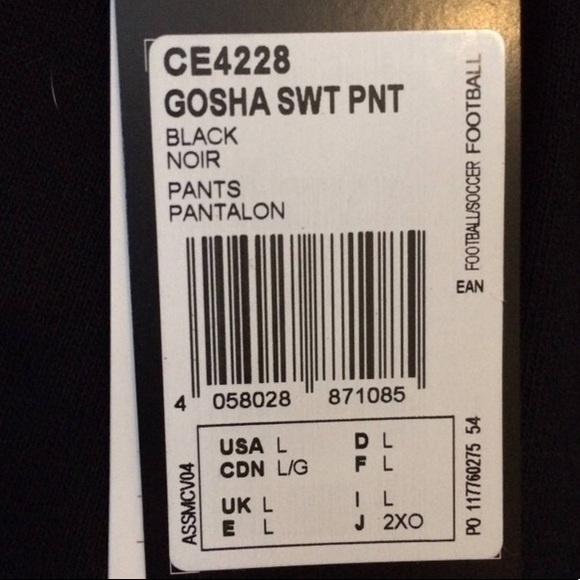 CE4228
GOSHA SWT PNT
BLACK
NOIR
PANTS
PANTALON
FOOTBALL/SOCCER FOOTBALL
EAN
4 058028 871085
USA L
CDN L/G
UK L
E L
D L
F L
I L
J 2XO
ASSMCV04
PO 117760275 54